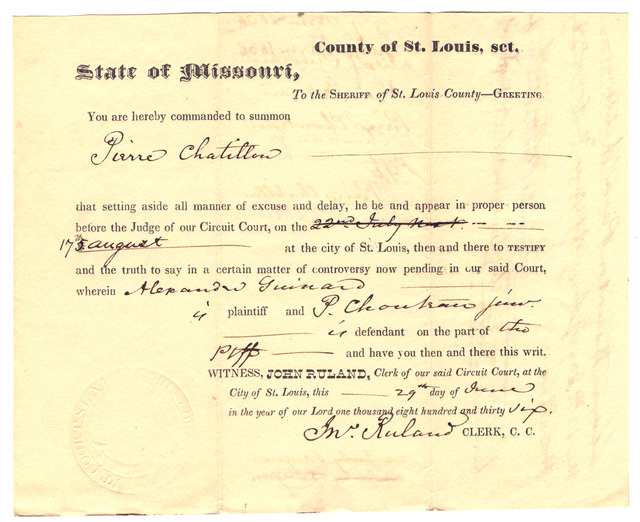 County of St. Louis, sct.
State of Missouri,
To the SHERIFF of St. Louis County—GREETING
You are hereby commanded to summon
Pierre Chatillon
that setting aside all manner of excuse and delay, he be and appear in proper person
before the Judge of our Circuit Court, on the 22nd July next
17th august at the city of St. Louis, then and there to TESTIFY
and the truth to say in a certain matter of controversy now pending in our said Court,
wherein Alexandre Guinard
is plaintiff and P. Chouteau junr.
is defendant on the part of the
Plff and have you then and there this writ.
WITNESS, JOHN RULAND, Clerk of our said Circuit Court, at the
City of St. Louis, this 29th day of June
in the year of our Lord one thousand eight hundred and thirty six.
Jno. Ruland CLERK, C. C.